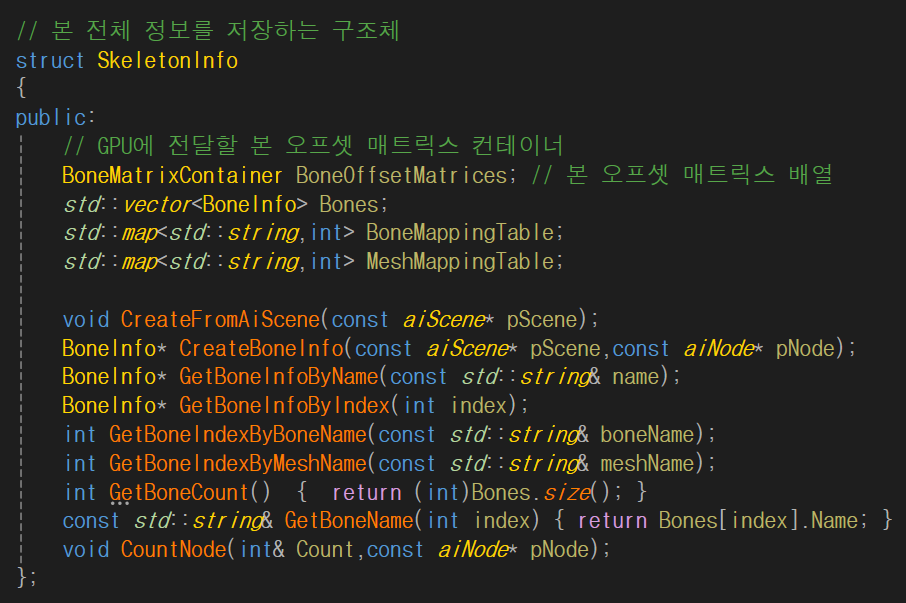 // 본 전체 정보를 저장하는 구조체
struct SkeletonInfo
{
public:
// GPU에 전달할 본 오프셋 매트릭스 컨테이너
BoneMatrixContainer BoneOffsetMatrices; // 본 오프셋 매트릭스 배열
std::vector<BoneInfo> Bones;
std::map<std::string,int> BoneMappingTable;
std::map<std::string,int> MeshMappingTable;
void CreateFromAiScene(const aiScene* pScene);
BoneInfo* CreateBoneInfo(const aiScene* pScene,const aiNode* pNode);
BoneInfo* GetBoneInfoByName(const std::string& name);
BoneInfo* GetBoneInfoByIndex(int index);
int GetBoneIndexByBoneName(const std::string& boneName);
int GetBoneIndexByMeshName(const std::string& meshName);
int GetBoneCount()  {  return (int)Bones.size(); }
const std::string& GetBoneName(int index) { return Bones[index].Name; }
void CountNode(int& Count,const aiNode* pNode);
};